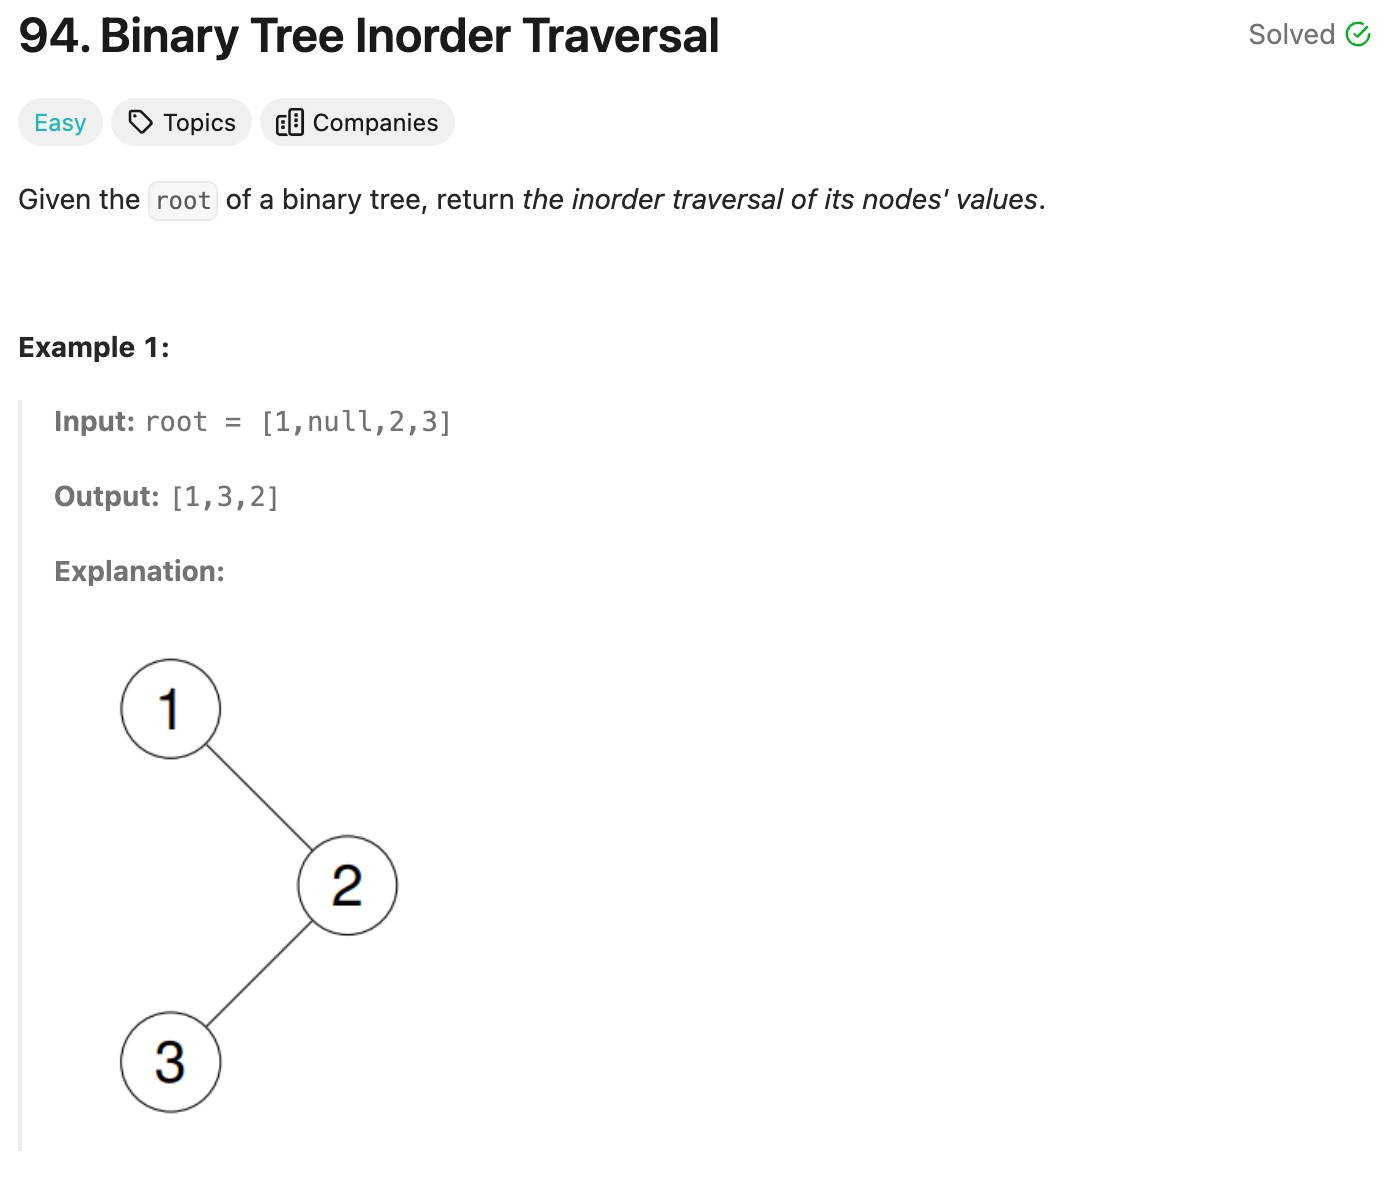 94. Binary Tree Inorder Traversal
Solved
Easy
Topics
Companies
Given the root of a binary tree, return the inorder traversal of its nodes' values.
Example 1:
Input: root = [1,null,2,3]
Output: [1,3,2]
Explanation:
1
2
3